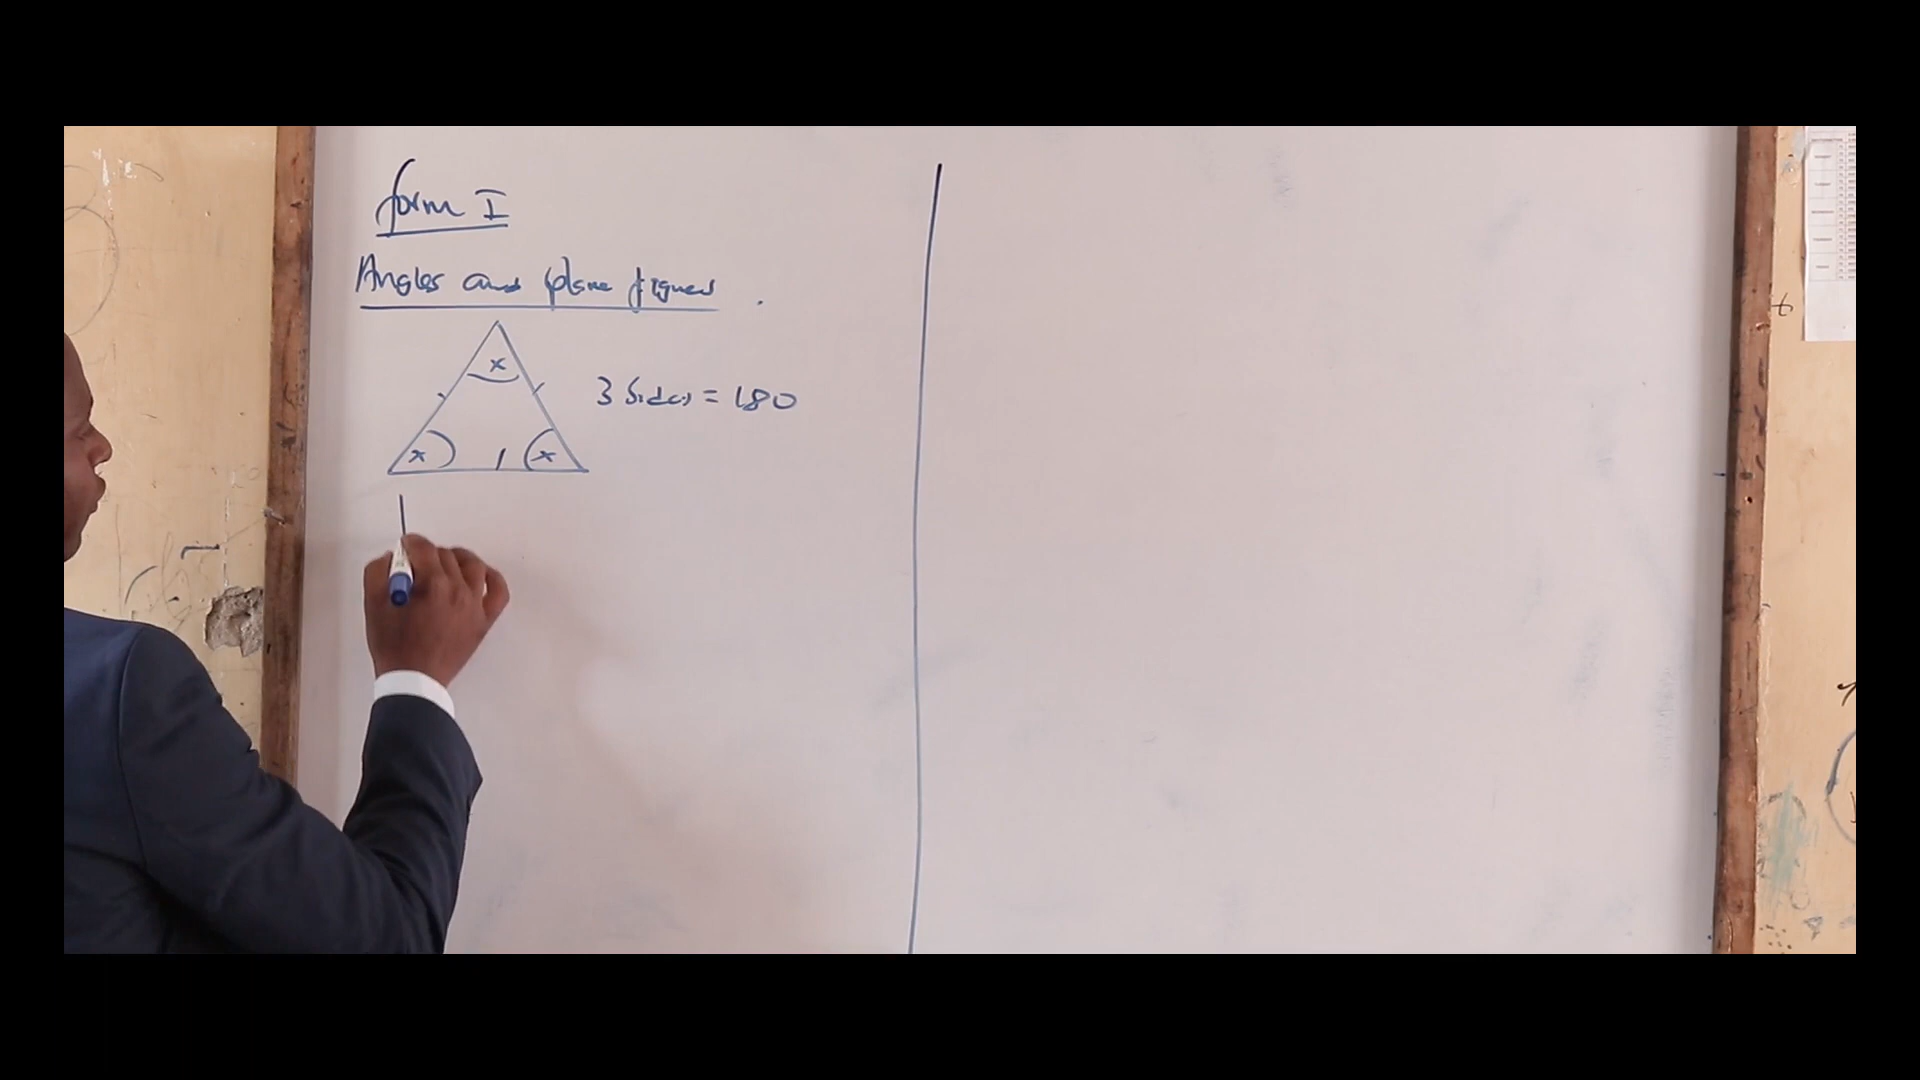 form I
Angles and plane figures
x
3 Sides = 180
x x